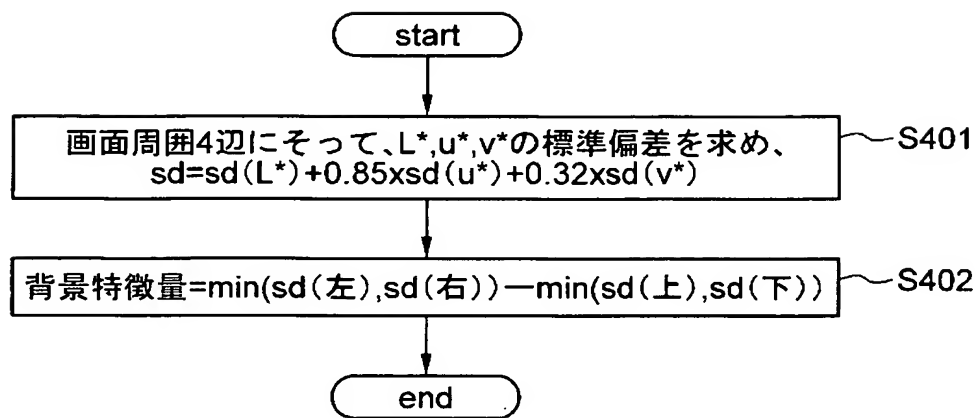 start
画面周囲4辺にそって、L*,u*,v*の標準偏差を求め、
sd=sd(L*)+0.85xsd(u*)+0.32xsd(v*)
S401
背景特徴量=min(sd(左),sd(右))―min(sd(上),sd(下))
S402
end